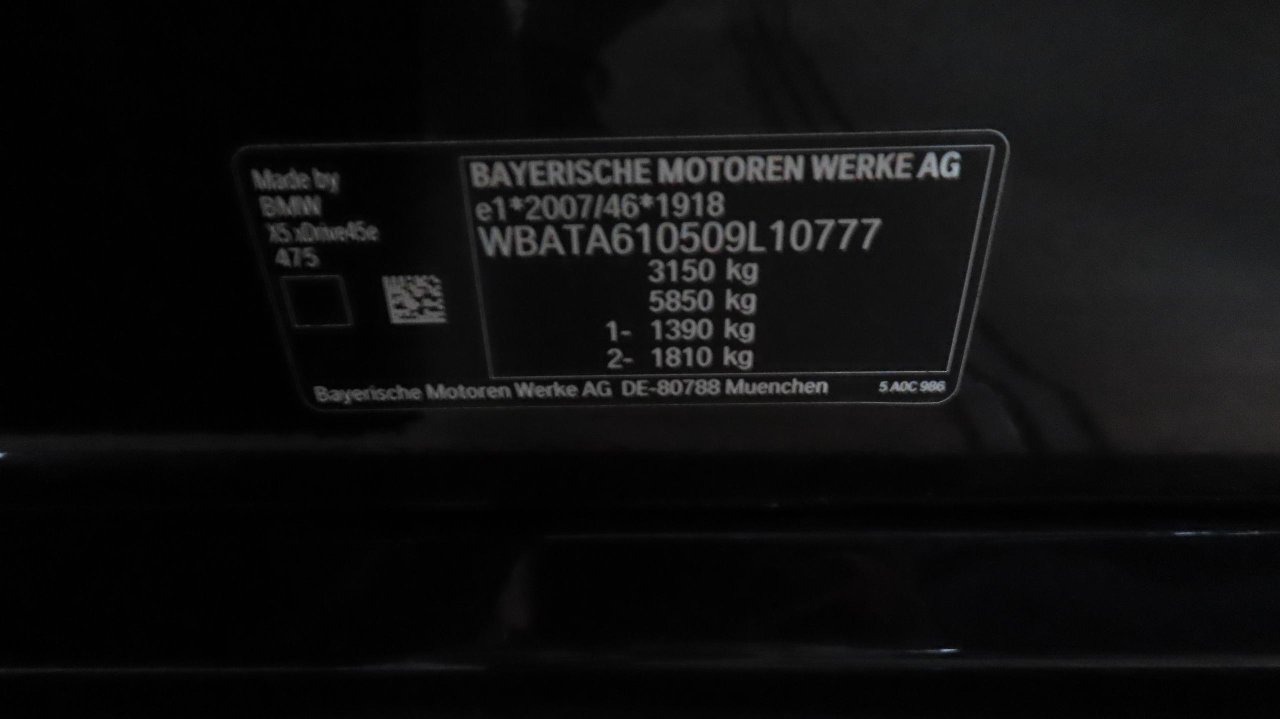 Made by
BMW
X5 xDrive45e
475
BAYERISCHE MOTOREN WERKE AG
e1*2007/46*1918
WBATA610509L10777
3150 kg
5850 kg
1- 1390 kg
2- 1810 kg
Bayerische Motoren Werke AG DE-80788 Muenchen
5 A0C 986